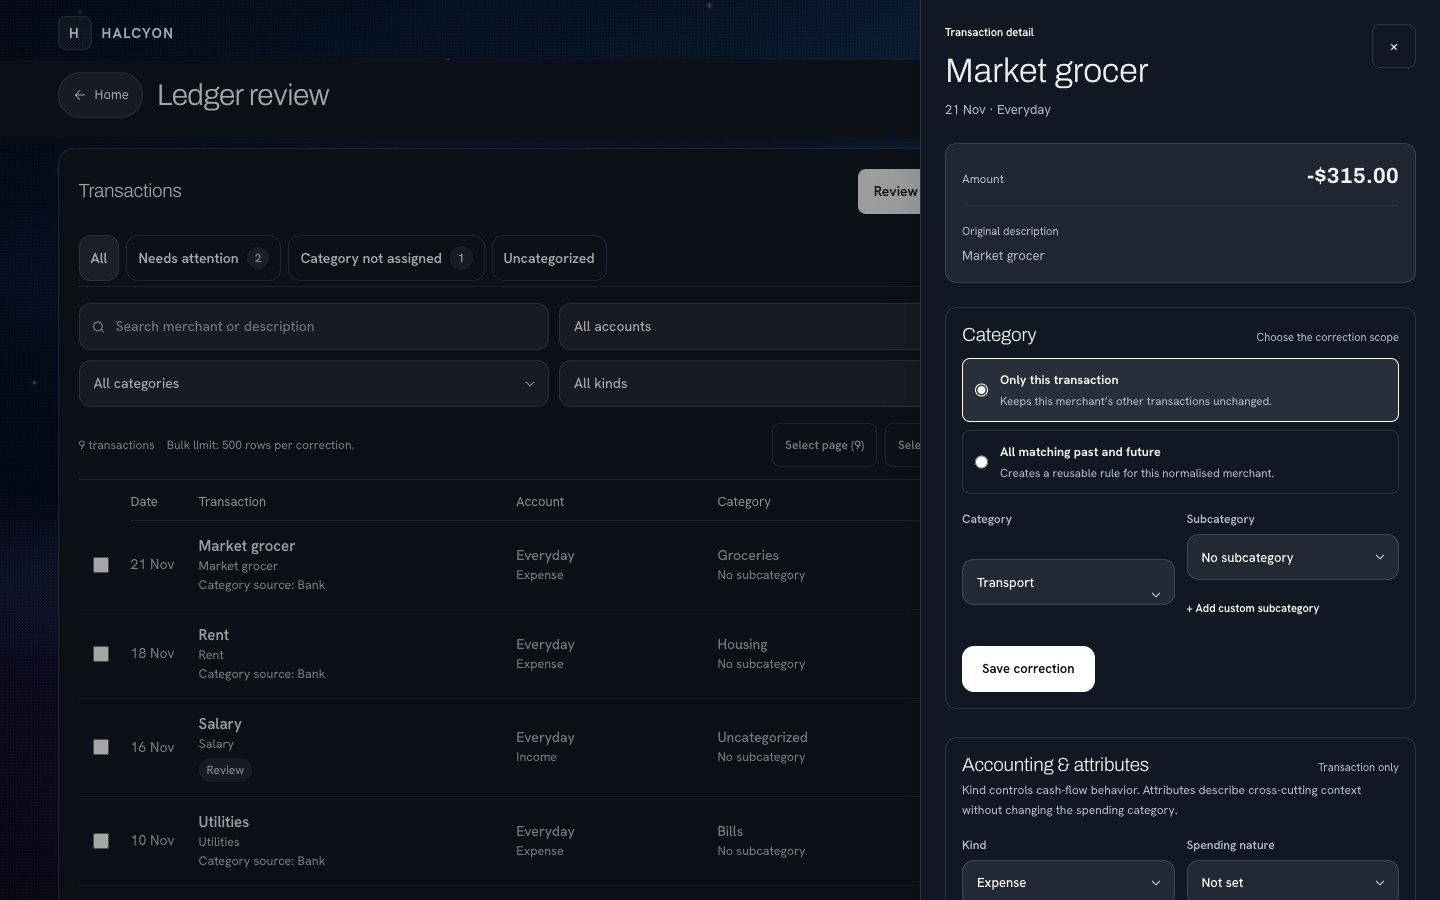 H HALCYON
Home
Ledger review
Transactions
Review
All
Needs attention 2
Category not assigned 1
Uncategorized
Search merchant or description
All accounts
All categories
All kinds
9 transactions Bulk limit: 500 rows per correction.
Select page (9)
Date Transaction Account Category
21 Nov
Market grocer
Market grocer
Category source: Bank
Everyday
Expense
Groceries
No subcategory
18 Nov
Rent
Rent
Category source: Bank
Everyday
Expense
Housing
No subcategory
16 Nov
Salary
Salary
Review
Everyday
Income
Uncategorized
No subcategory
10 Nov
Utilities
Utilities
Category source: Bank
Everyday
Expense
Bills
No subcategory
Transaction detail
×
Market grocer
21 Nov · Everyday
Amount -$315.00
Original description
Market grocer
Category
Choose the correction scope
Only this transaction
Keeps this merchant’s other transactions unchanged.
All matching past and future
Creates a reusable rule for this normalised merchant.
Category
Transport
Subcategory
No subcategory
+ Add custom subcategory
Save correction
Accounting & attributes
Transaction only
Kind controls cash-flow behavior. Attributes describe cross-cutting context
without changing the spending category.
Kind
Expense
Spending nature
Not set